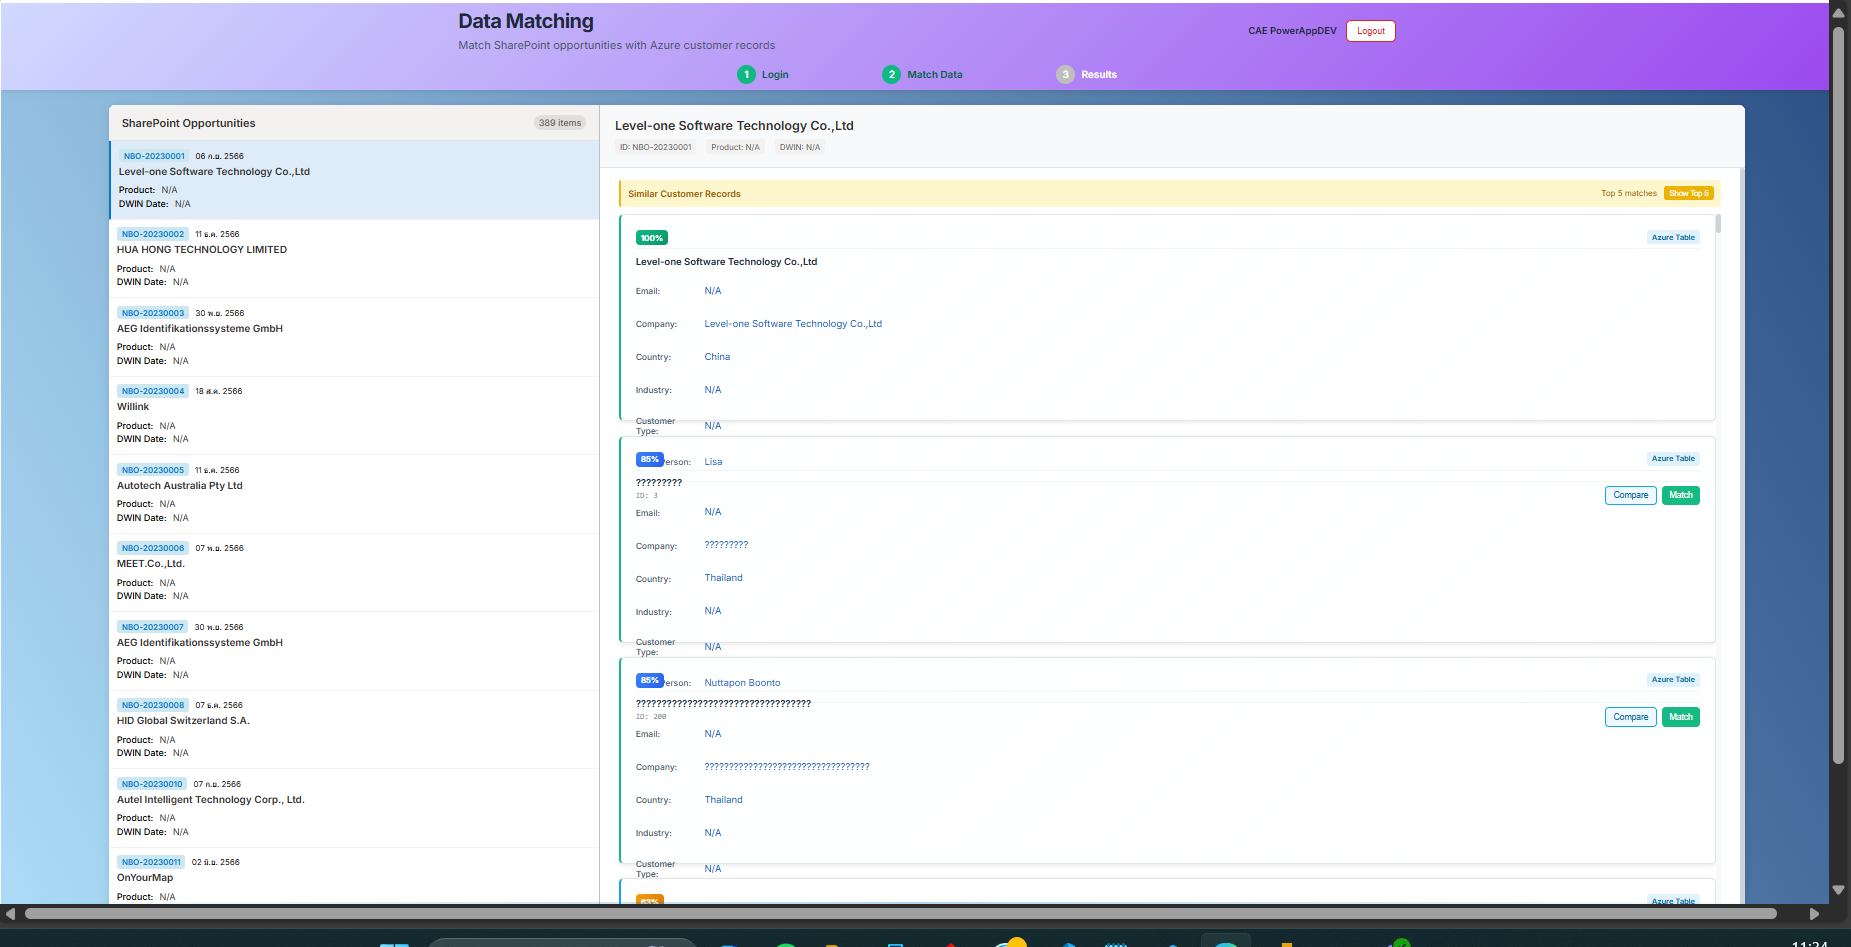 Data Matching
Match SharePoint opportunities with Azure customer records
CAE PowerAppDEV
Logout
1 Login
2 Match Data
3 Results
SharePoint Opportunities
389 items
NBO-20230001 06 ก.ย. 2566
Level-one Software Technology Co.,Ltd
Product: N/A
DWIN Date: N/A
NBO-20230002 11 ธ.ค. 2566
HUA HONG TECHNOLOGY LIMITED
Product: N/A
DWIN Date: N/A
NBO-20230003 30 พ.ย. 2566
AEG Identifikationssysteme GmbH
Product: N/A
DWIN Date: N/A
NBO-20230004 18 ส.ค. 2566
Willink
Product: N/A
DWIN Date: N/A
NBO-20230005 11 ธ.ค. 2566
Autotech Australia Pty Ltd
Product: N/A
DWIN Date: N/A
NBO-20230006 07 พ.ย. 2566
MEET.Co.,Ltd.
Product: N/A
DWIN Date: N/A
NBO-20230007 30 พ.ย. 2566
AEG Identifikationssysteme GmbH
Product: N/A
DWIN Date: N/A
NBO-20230008 07 ธ.ค. 2566
HID Global Switzerland S.A.
Product: N/A
DWIN Date: N/A
NBO-20230010 07 ก.ย. 2566
Autel Intelligent Technology Corp., Ltd.
Product: N/A
DWIN Date: N/A
NBO-20230011 02 มิ.ย. 2566
OnYourMap
Product: N/A
Level-one Software Technology Co.,Ltd
ID: NBO-20230001 Product: N/A DWIN: N/A
Similar Customer Records
Top 5 matches
Show Top 5
100%
Azure Table
Level-one Software Technology Co.,Ltd
Email: N/A
Company: Level-one Software Technology Co.,Ltd
Country: China
Industry: N/A
Customer Type: N/A
85%
erson: Lisa
Azure Table
?????????
ID: 3
Compare
Match
Email: N/A
Company: ?????????
Country: Thailand
Industry: N/A
Customer Type: N/A
85%
erson: Nuttapon Boonto
Azure Table
??????????????????????????????????
ID: 200
Compare
Match
Email: N/A
Company: ??????????????????????????????????
Country: Thailand
Industry: N/A
Customer Type: N/A
63%
Azure Table